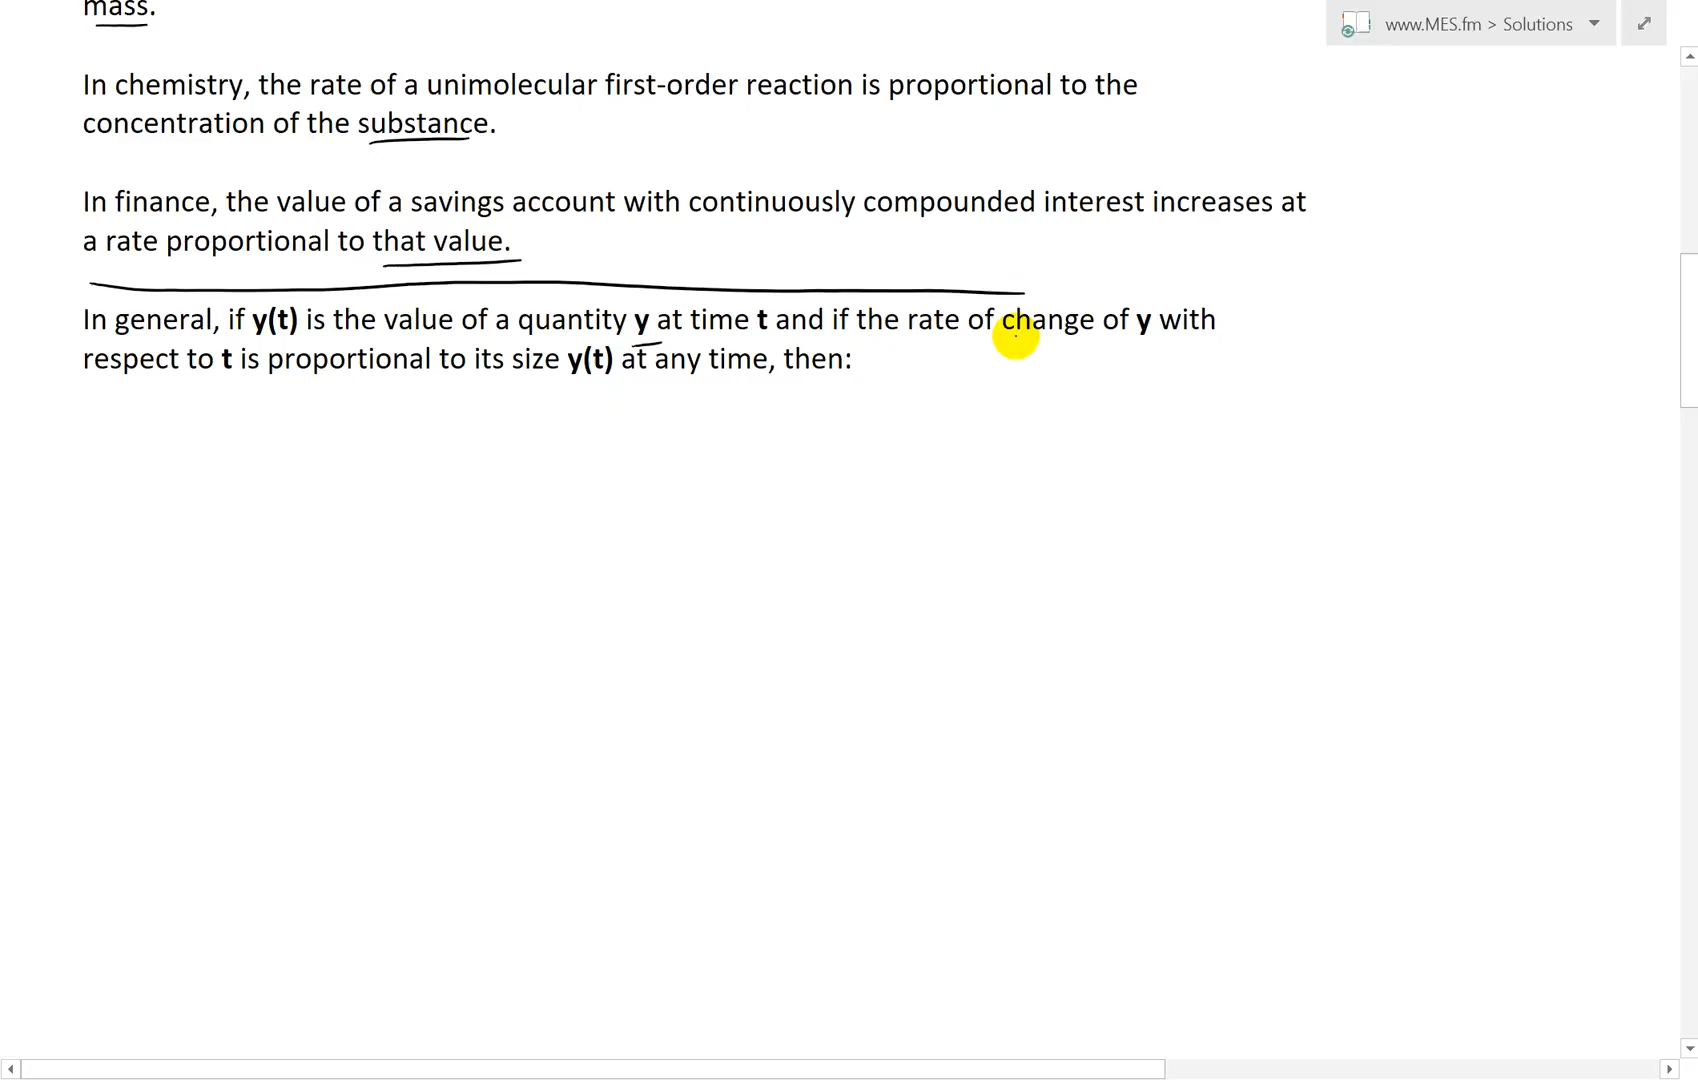 mass.
www.MES.fm > Solutions
In chemistry, the rate of a unimolecular first-order reaction is proportional to the
concentration of the substance.
In finance, the value of a savings account with continuously compounded interest increases at
a rate proportional to that value.
In general, if y(t) is the value of a quantity y at time t and if the rate of change of y with
respect to t is proportional to its size y(t) at any time, then: